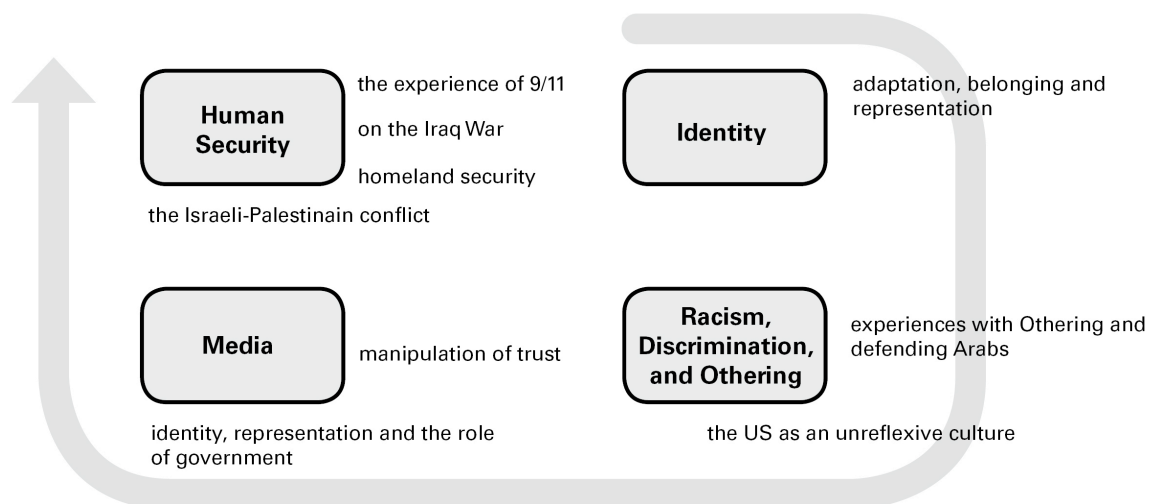 Human
Security
the experience of 9/11
on the Iraq War
homeland security
the Israeli-Palestinain conflict
Identity
adaptation, belonging and
representation
Media
manipulation of trust
identity, representation and the role
of government
Racism,
Discrimination,
and Othering
experiences with Othering and
defending Arabs
the US as an unreflexive culture